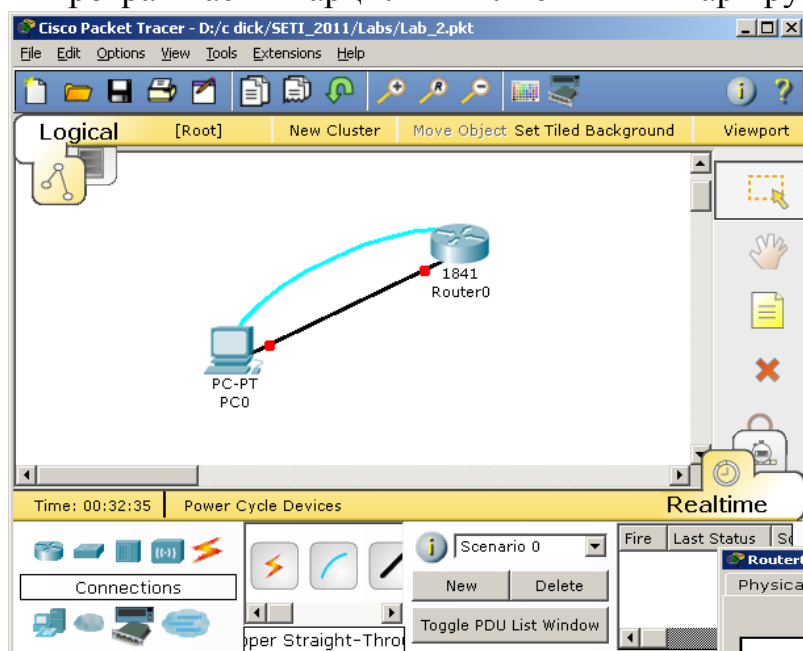 Cisco Packet Tracer - D:/c dick/SETI_2011/Labs/Lab_2.pkt
File Edit Options View Tools Extensions Help
Logical [Root] New Cluster Move Object Set Tiled Background Viewport
1841
Router0
PC-PT
PC0
Time: 00:32:35 Power Cycle Devices Realtime
Scenario 0
Fire Last Status
Connections
New Delete
Physica
Toggle PDU List Window
pper Straight-Throu